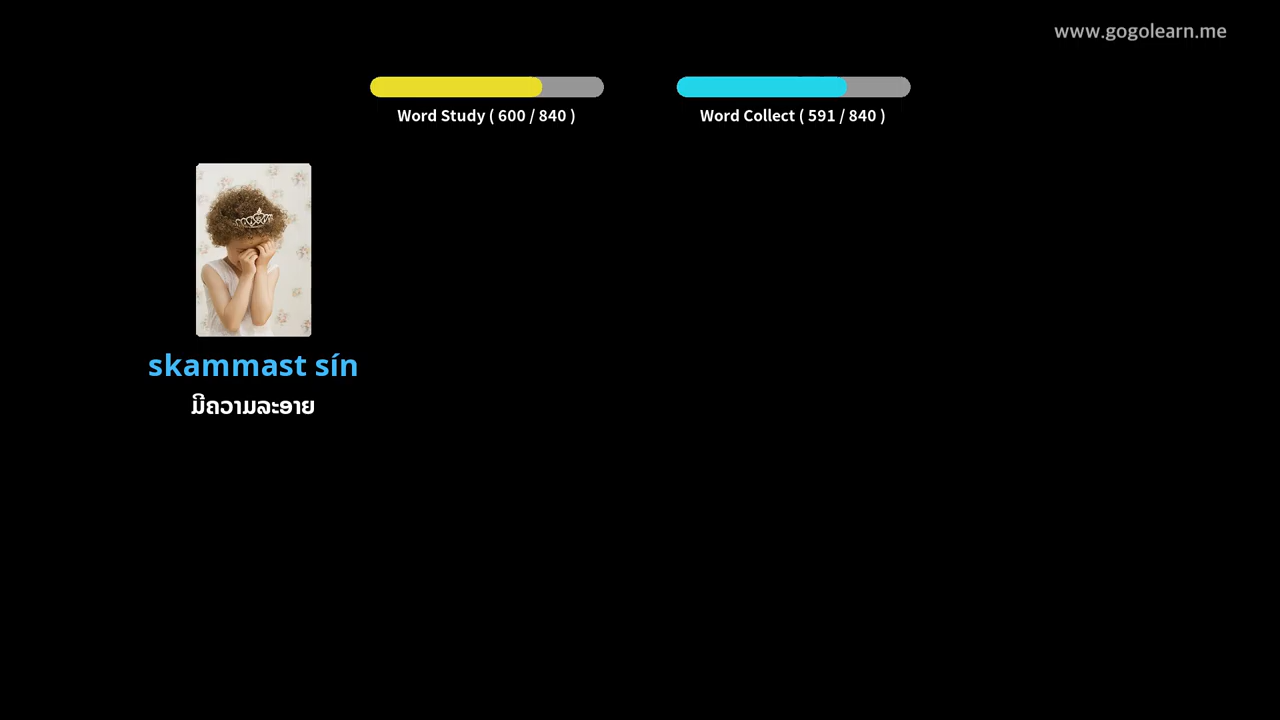 www.gogolearn.me
Word Study ( 600 / 840 )
Word Collect ( 591 / 840 )
skammast sín
ມີຄວາມລະອາຍ